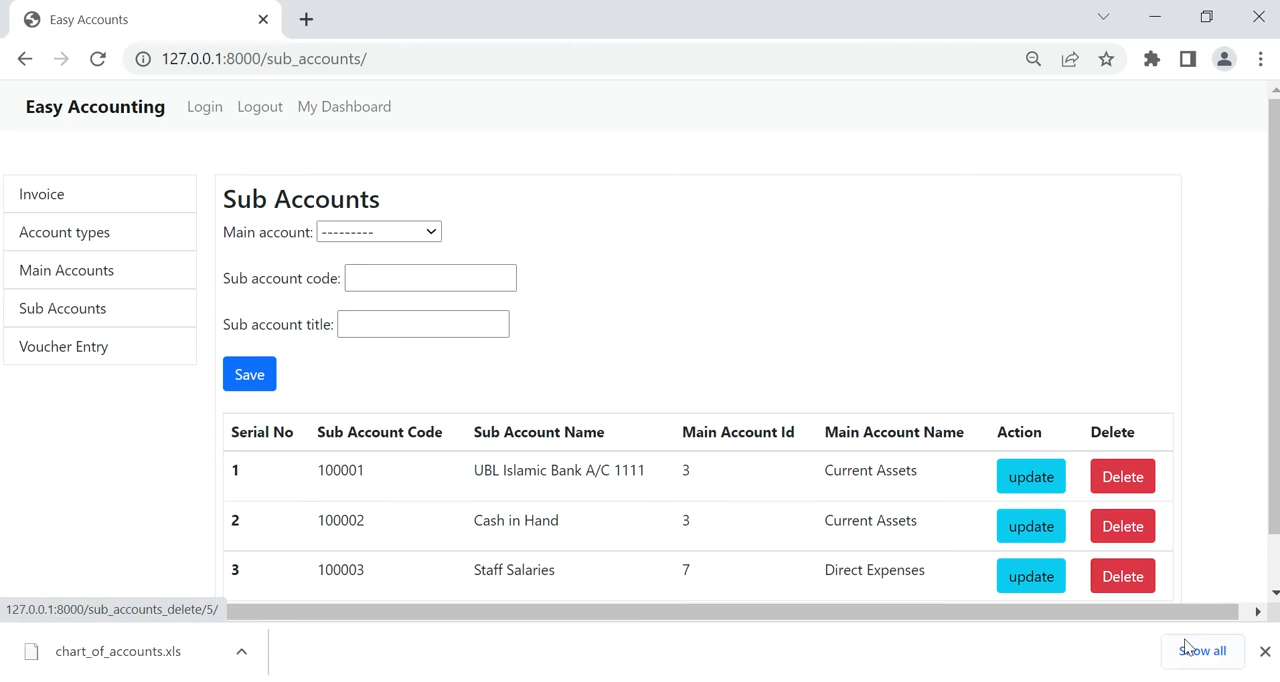 Easy Accounts
127.0.0.1:8000/sub_accounts/
Easy Accounting Login Logout My Dashboard
Invoice
Account types
Main Accounts
Sub Accounts
Voucher Entry
Sub Accounts
Main account: ---------
Sub account code:
Sub account title:
Save
Serial No Sub Account Code Sub Account Name Main Account Id Main Account Name Action Delete
1 100001 UBL Islamic Bank A/C 1111 3 Current Assets update Delete
2 100002 Cash in Hand 3 Current Assets update Delete
3 100003 Staff Salaries 7 Direct Expenses update Delete
127.0.0.1:8000/sub_accounts_delete/5/
chart_of_accounts.xls
Show all